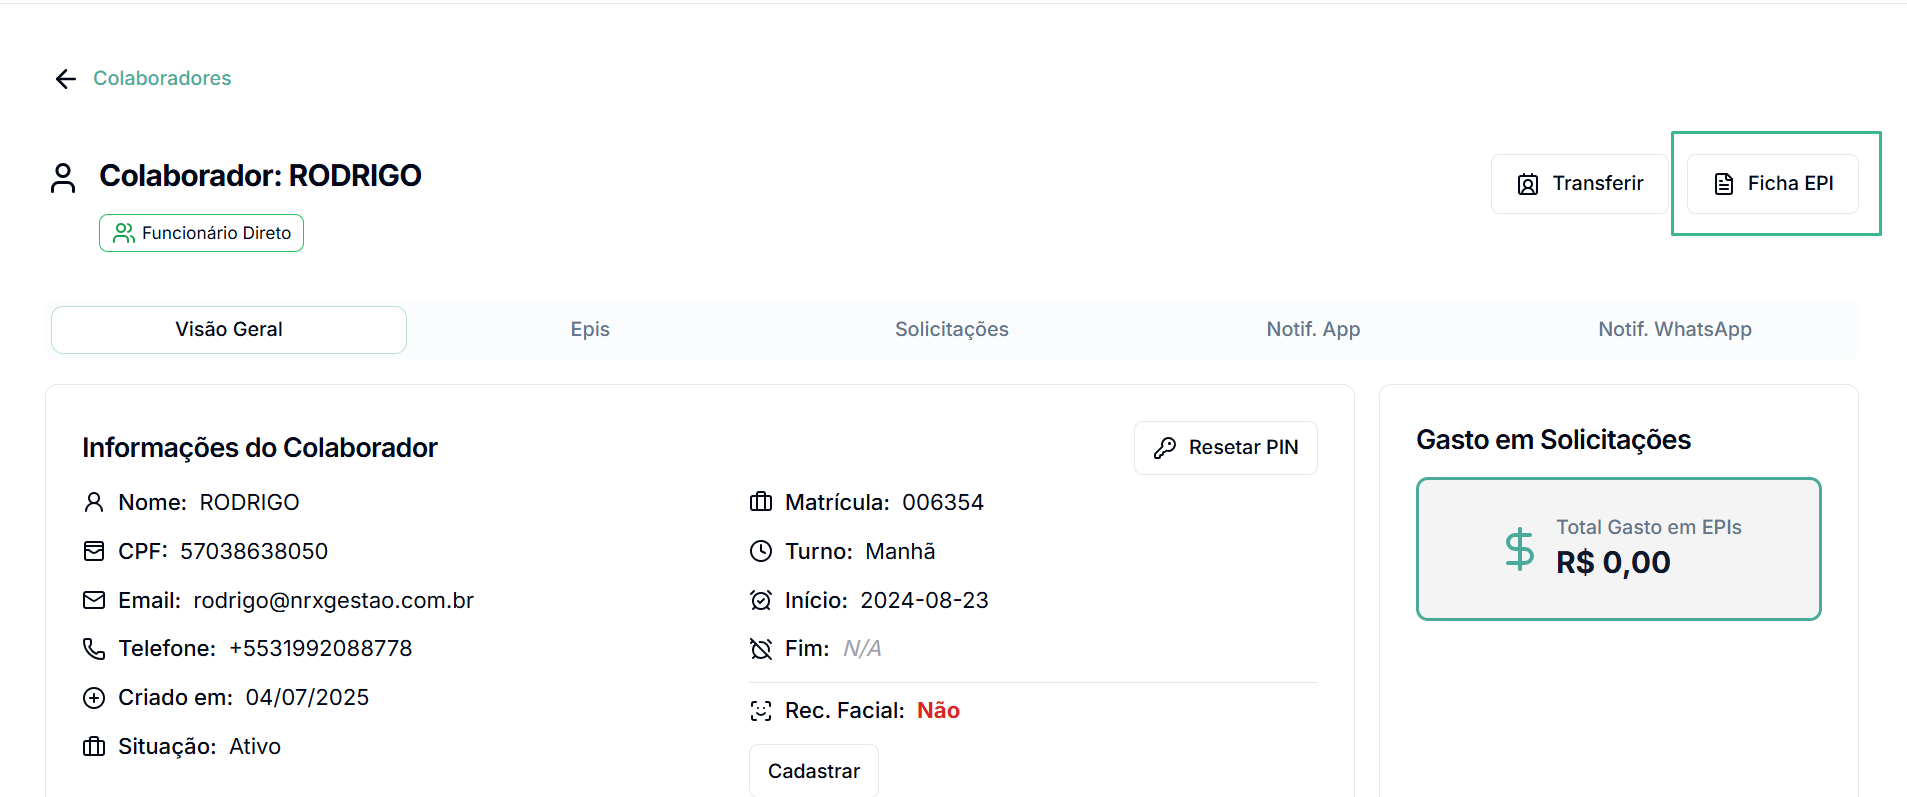 Colaboradores
Colaborador: RODRIGO
Funcionário Direto
Transferir
Ficha EPI
Visão Geral
Epis
Solicitações
Notif. App
Notif. WhatsApp
Informações do Colaborador
Resetar PIN
Nome: RODRIGO
CPF: 57038638050
Email: rodrigo@nrxgestao.com.br
Telefone: +5531992088778
Criado em: 04/07/2025
Situação: Ativo
Matrícula: 006354
Turno: Manhã
Início: 2024-08-23
Fim: N/A
Rec. Facial: Não
Cadastrar
Gasto em Solicitações
Total Gasto em EPIs
R$ 0,00